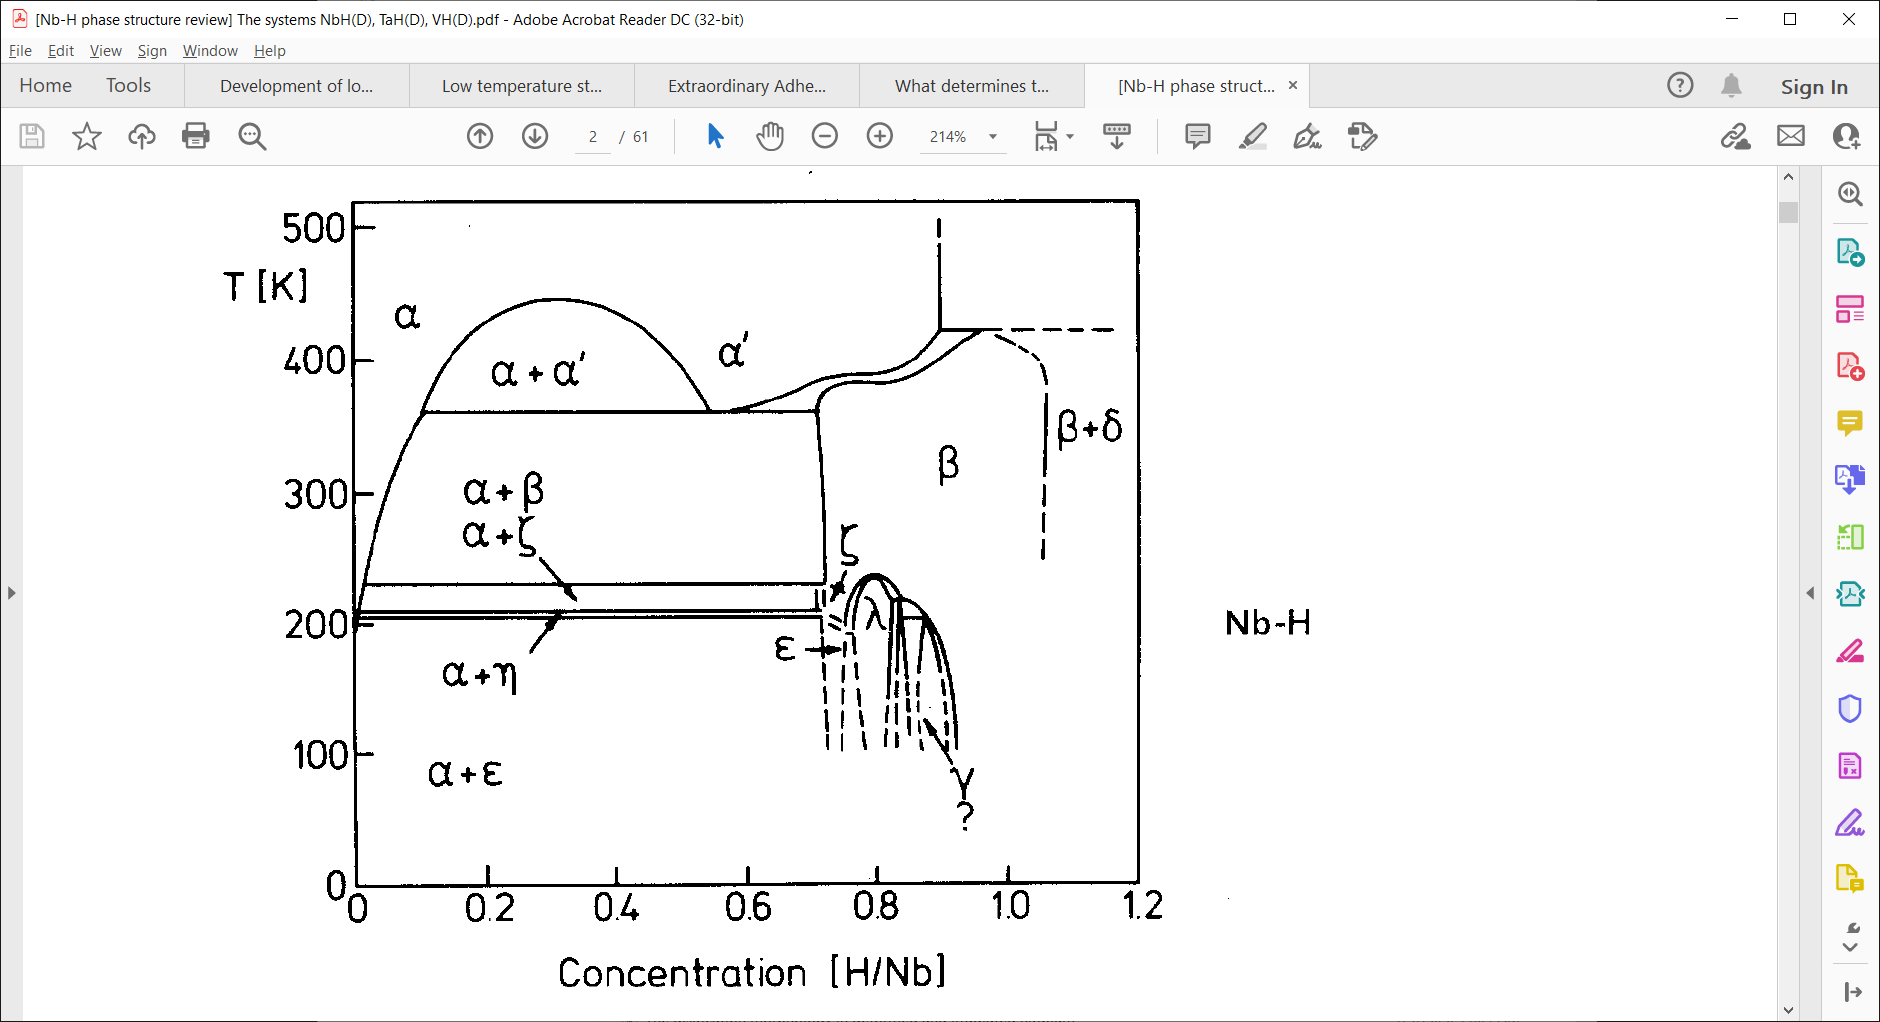 [Nb-H phase structure review] The systems NbH(D), TaH(D), VH(D).pdf - Adobe Acrobat Reader DC (32-bit)
File Edit View Sign Window Help
Home Tools Development of lo... Low temperature st... Extraordinary Adhe... What determines t... [Nb-H phase struct... × Sign In
2 / 61 214%
500
T [K]
α
α'
400
α + α'
β+δ
β
300
α+β
α+ζ
ζ
200
λ
Nb-H
ε
α+η
100
α+ε
γ
?
0
0 0.2 0.4 0.6 0.8 1.0 1.2
Concentration [H/Nb]